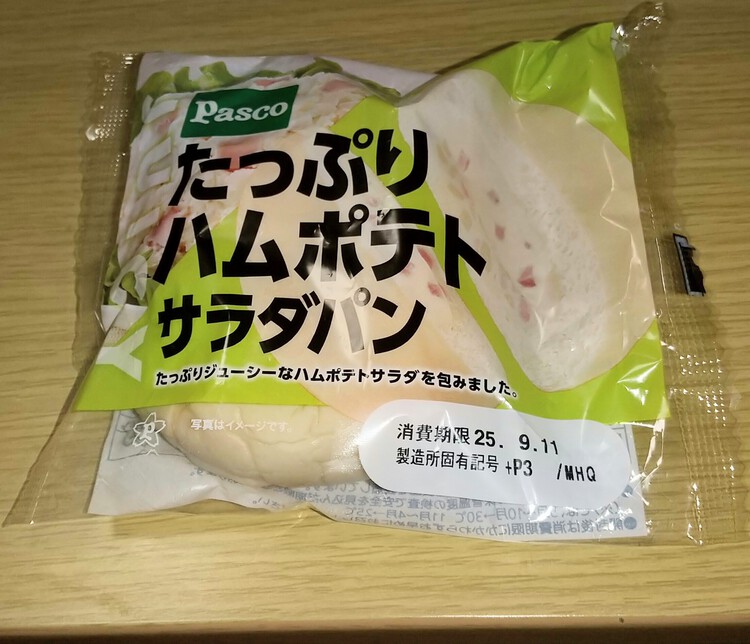 Pasco
たっぷり
ハムポテト
サラダパン
たっぷりジューシーなハムポテトサラダを包みました。
写真はイメージです。
消費期限 25. 9.11
製造所固有記号 +P3 /MHQ